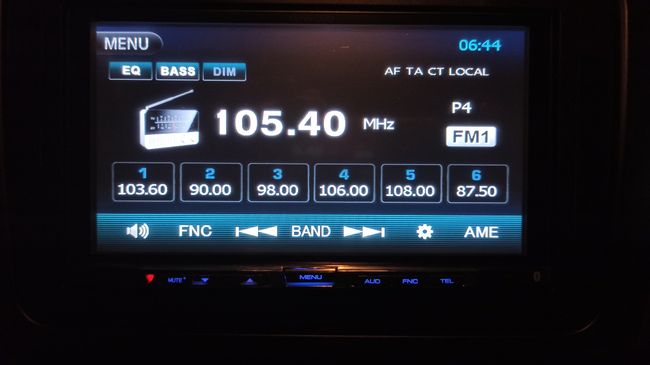 MENU
06:44
EQ BASS DIM
AF TA CT LOCAL
105.40 MHz
P4
FM1
1 2 3 4 5 6
103.60 90.00 98.00 106.00 108.00 87.50
FNC BAND AME
MUTE MENU AUD FNC TEL